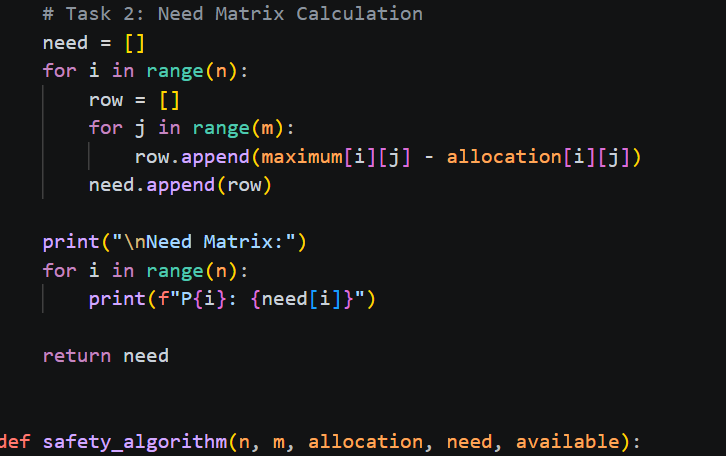 # Task 2: Need Matrix Calculation
need = []
for i in range(n):
row = []
for j in range(m):
row.append(maximum[i][j] - allocation[i][j])
need.append(row)
print("\nNeed Matrix:")
for i in range(n):
print(f"P{i}: {need[i]}")
return need
def safety_algorithm(n, m, allocation, need, available):